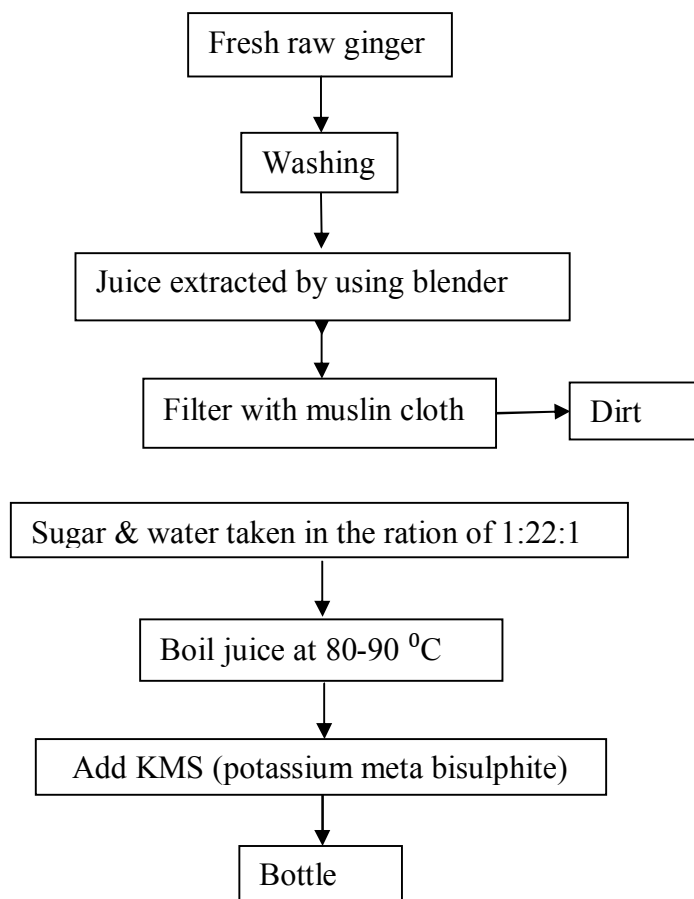 Fresh raw ginger
Washing
Juice extracted by using blender
Filter with muslin cloth
Dirt
Sugar & water taken in the ration of 1:22:1
Boil juice at 80-90 ⁰C
Add KMS (potassium meta bisulphite)
Bottle